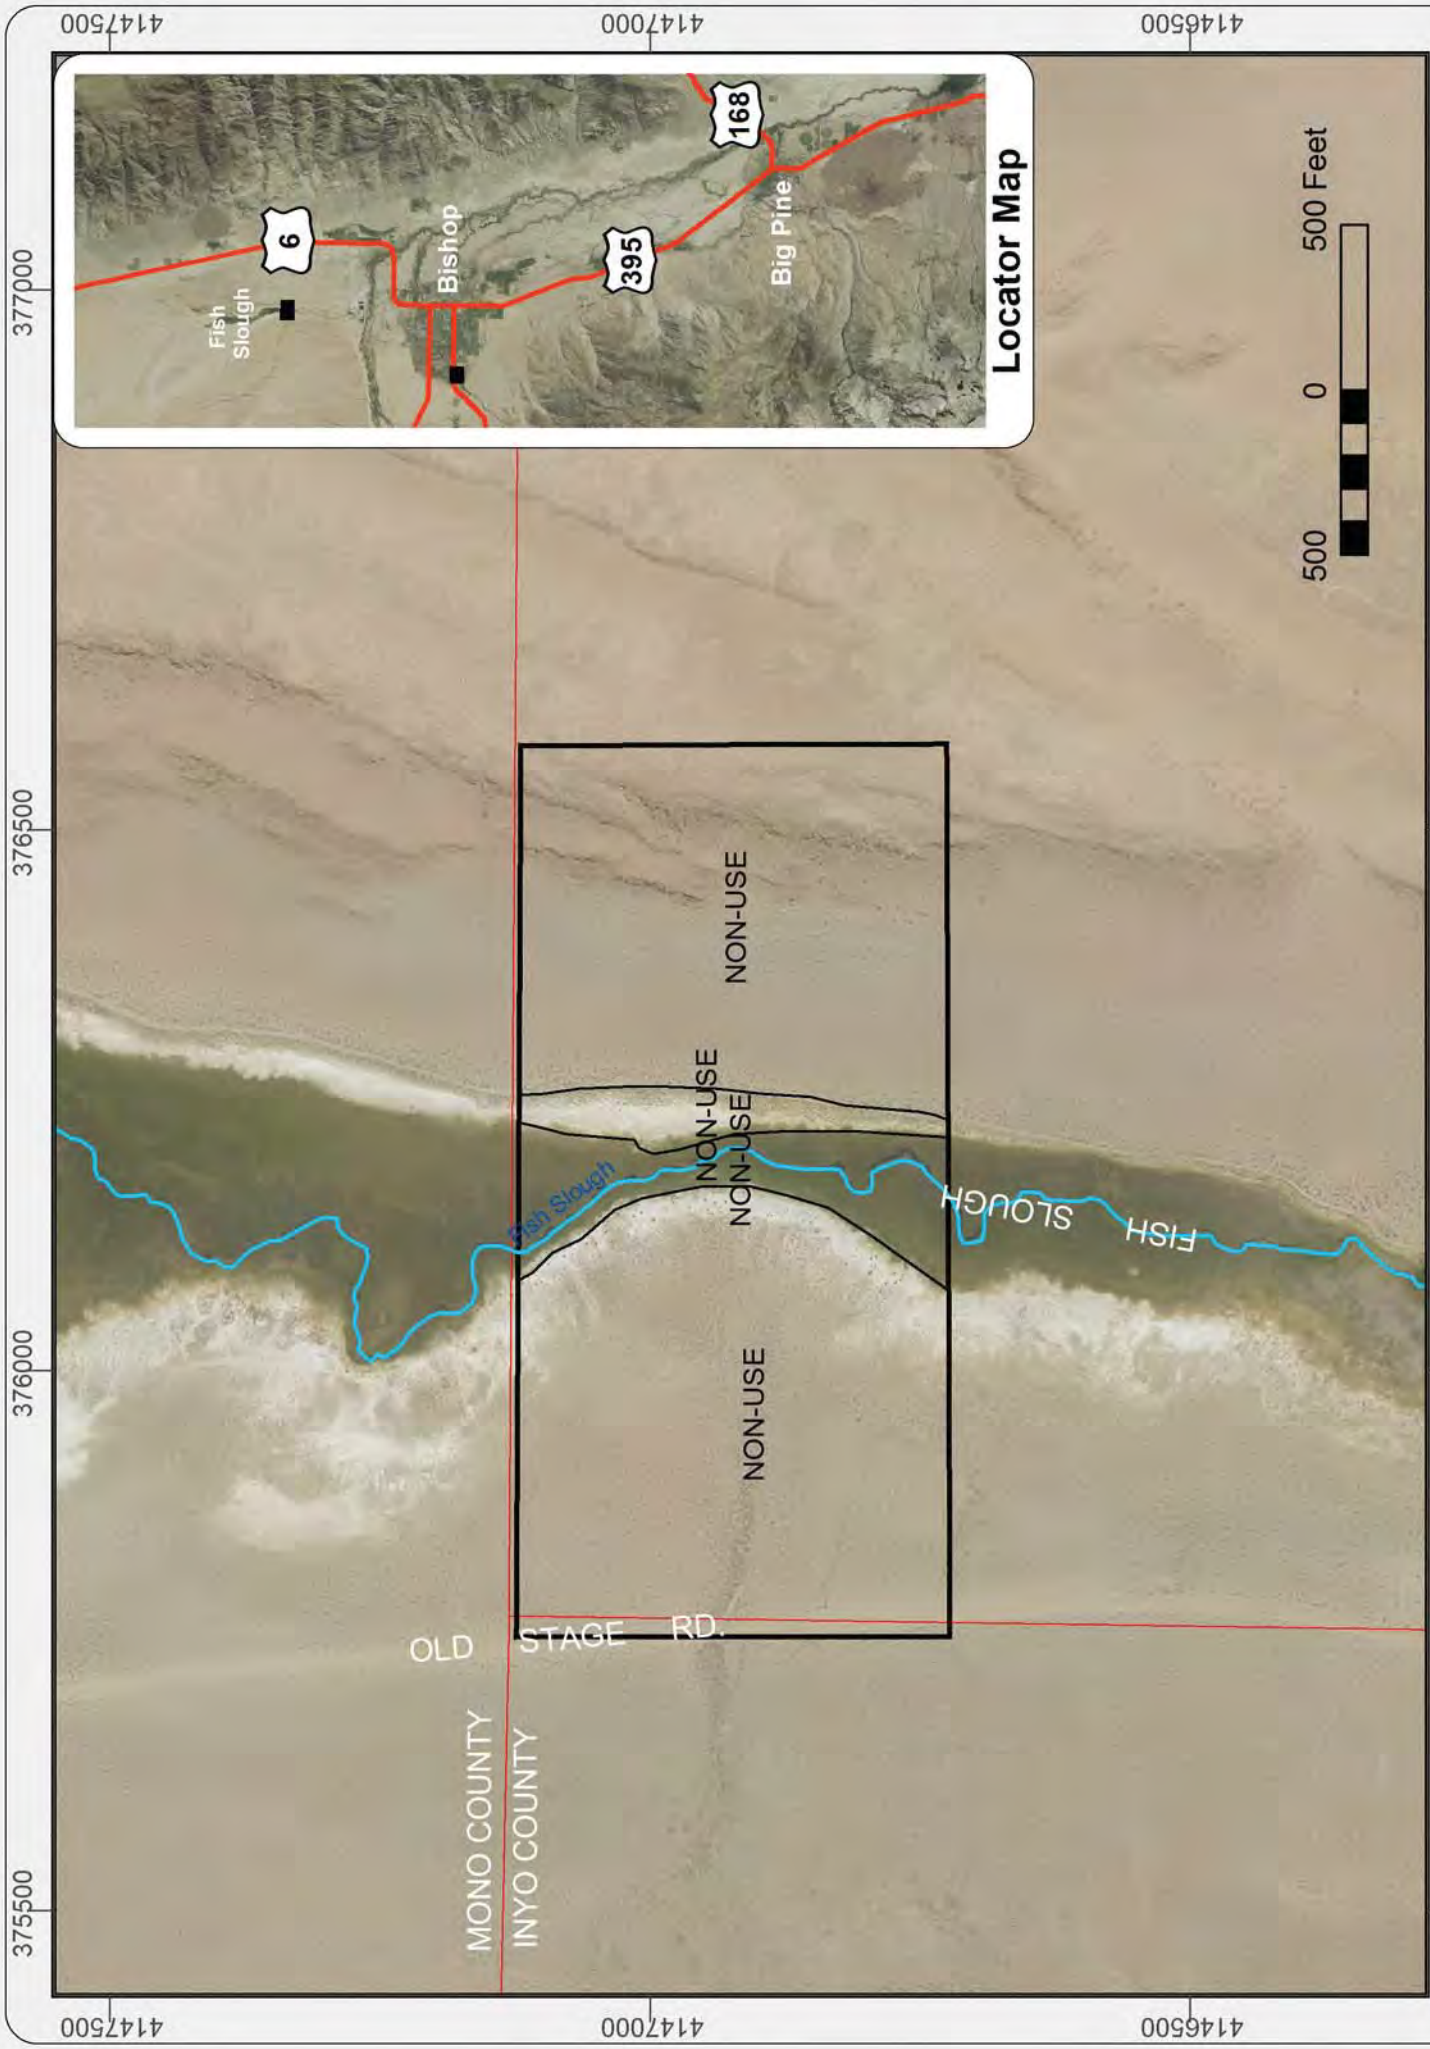 4147500
4147000
4146500
377000
376500
376000
375500
4147500
4147000
4146500
Fish
Slough
6
Bishop
395
168
Big Pine
Locator Map
500
0
500 Feet
NON-USE
NON-USE
NON-USE
NON-USE
Fish Slough
FISH
SLOUGH
OLD STAGE RD.
MONO COUNTY
INYO COUNTY